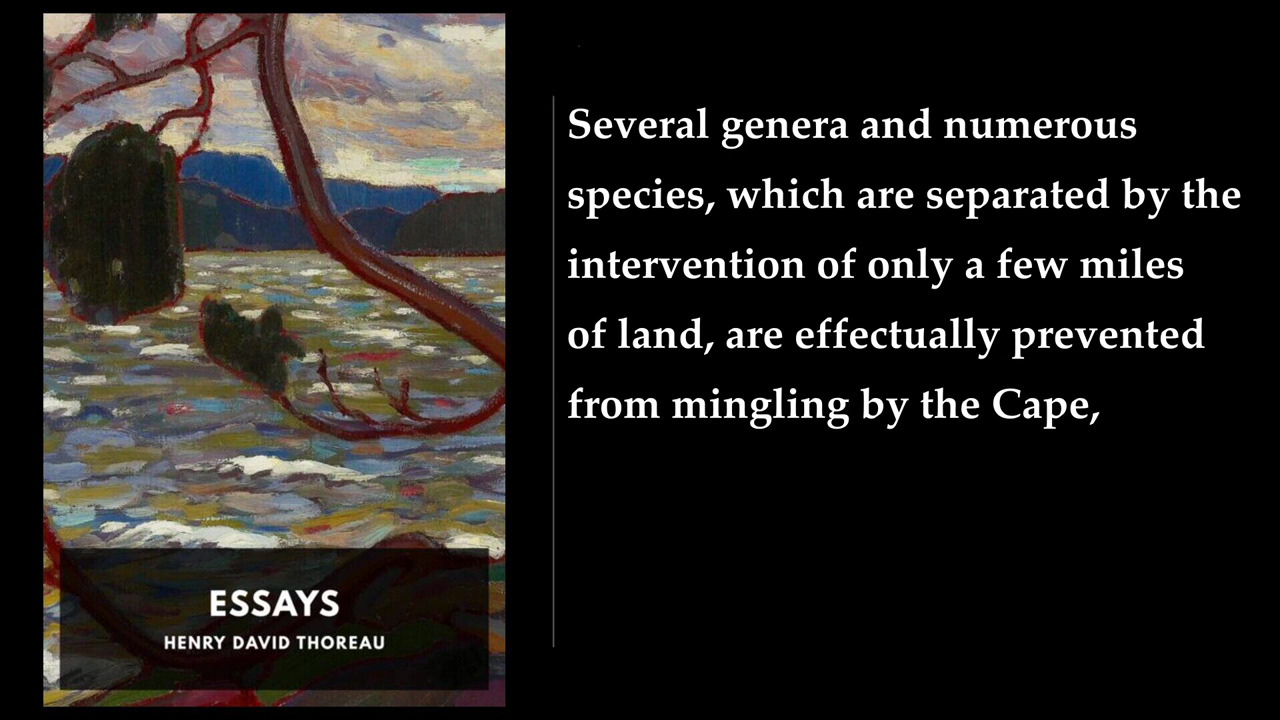 Several genera and numerous
species, which are separated by the
intervention of only a few miles
of land, are effectually prevented
from mingling by the Cape,
ESSAYS
HENRY DAVID THOREAU